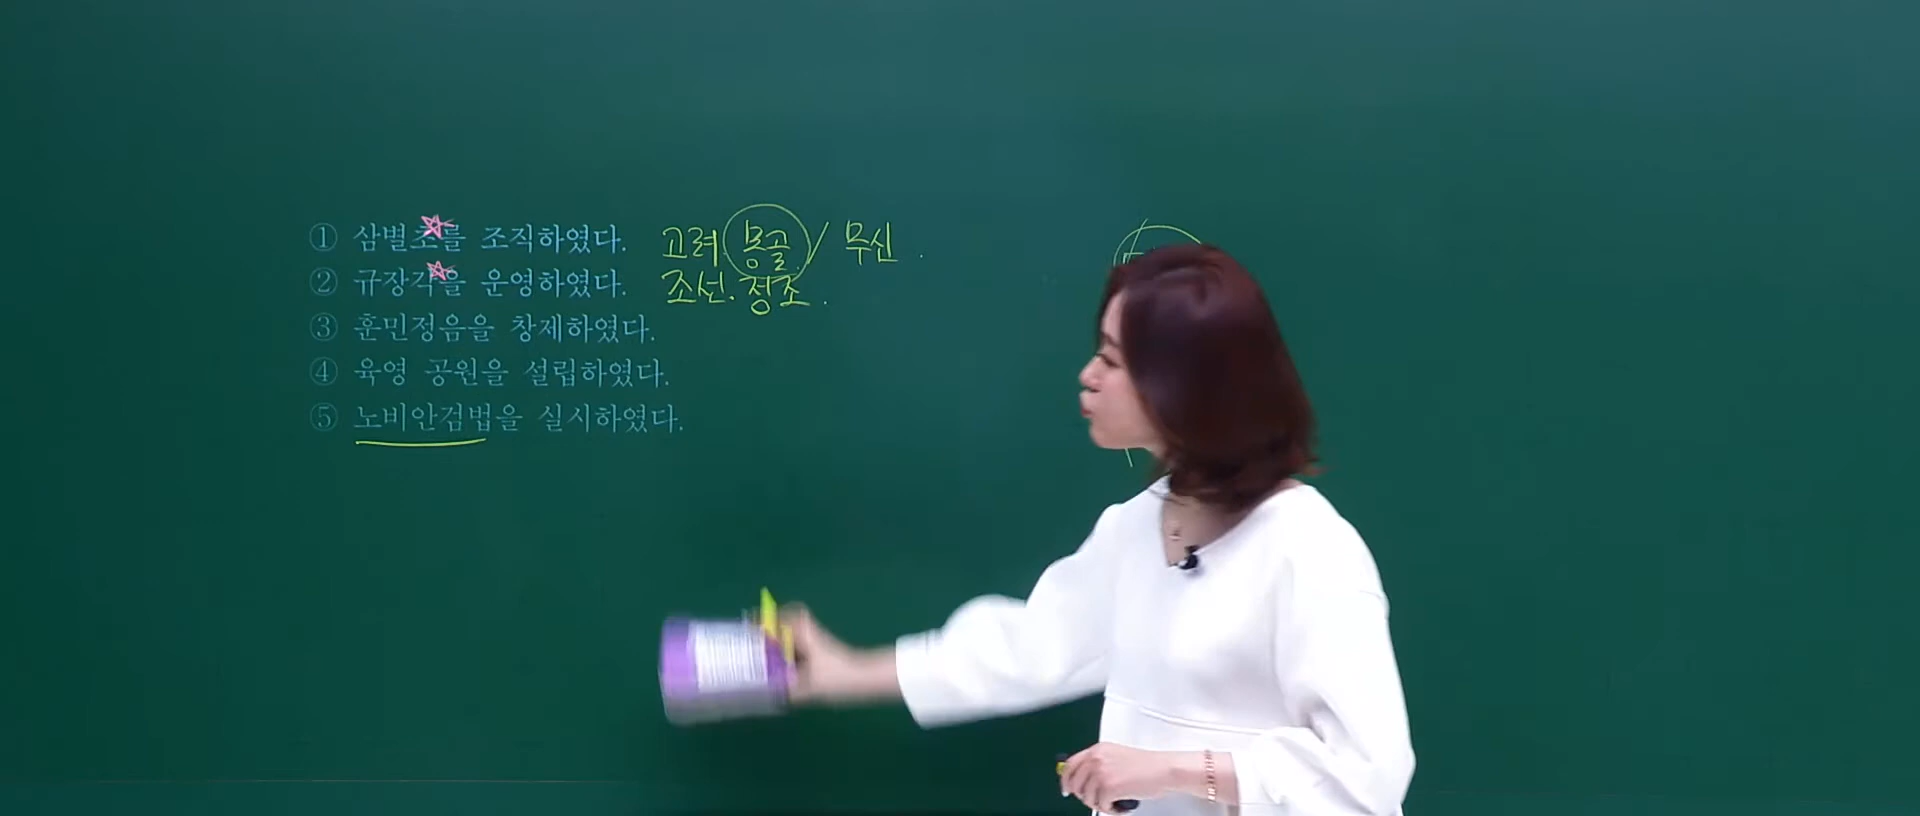 ① 삼별초를 조직하였다. 고려 몽골 / 무신.
② 규장각을 운영하였다. 조선. 정조.
③ 훈민정음을 창제하였다.
④ 육영 공원을 설립하였다.
⑤ 노비안검법을 실시하였다.